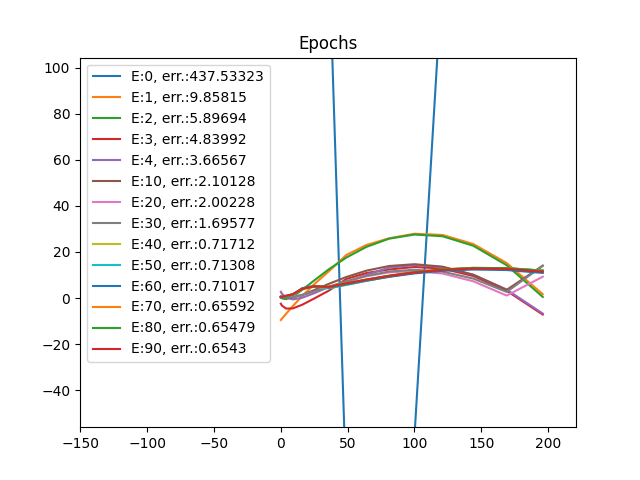 Epochs
E:0, err.:437.53323
E:1, err.:9.85815
E:2, err.:5.89694
E:3, err.:4.83992
E:4, err.:3.66567
E:10, err.:2.10128
E:20, err.:2.00228
E:30, err.:1.69577
E:40, err.:0.71712
E:50, err.:0.71308
E:60, err.:0.71017
E:70, err.:0.65592
E:80, err.:0.65479
E:90, err.:0.6543
100
80
60
40
20
0
−20
−40
−150 −100 −50 0 50 100 150 200